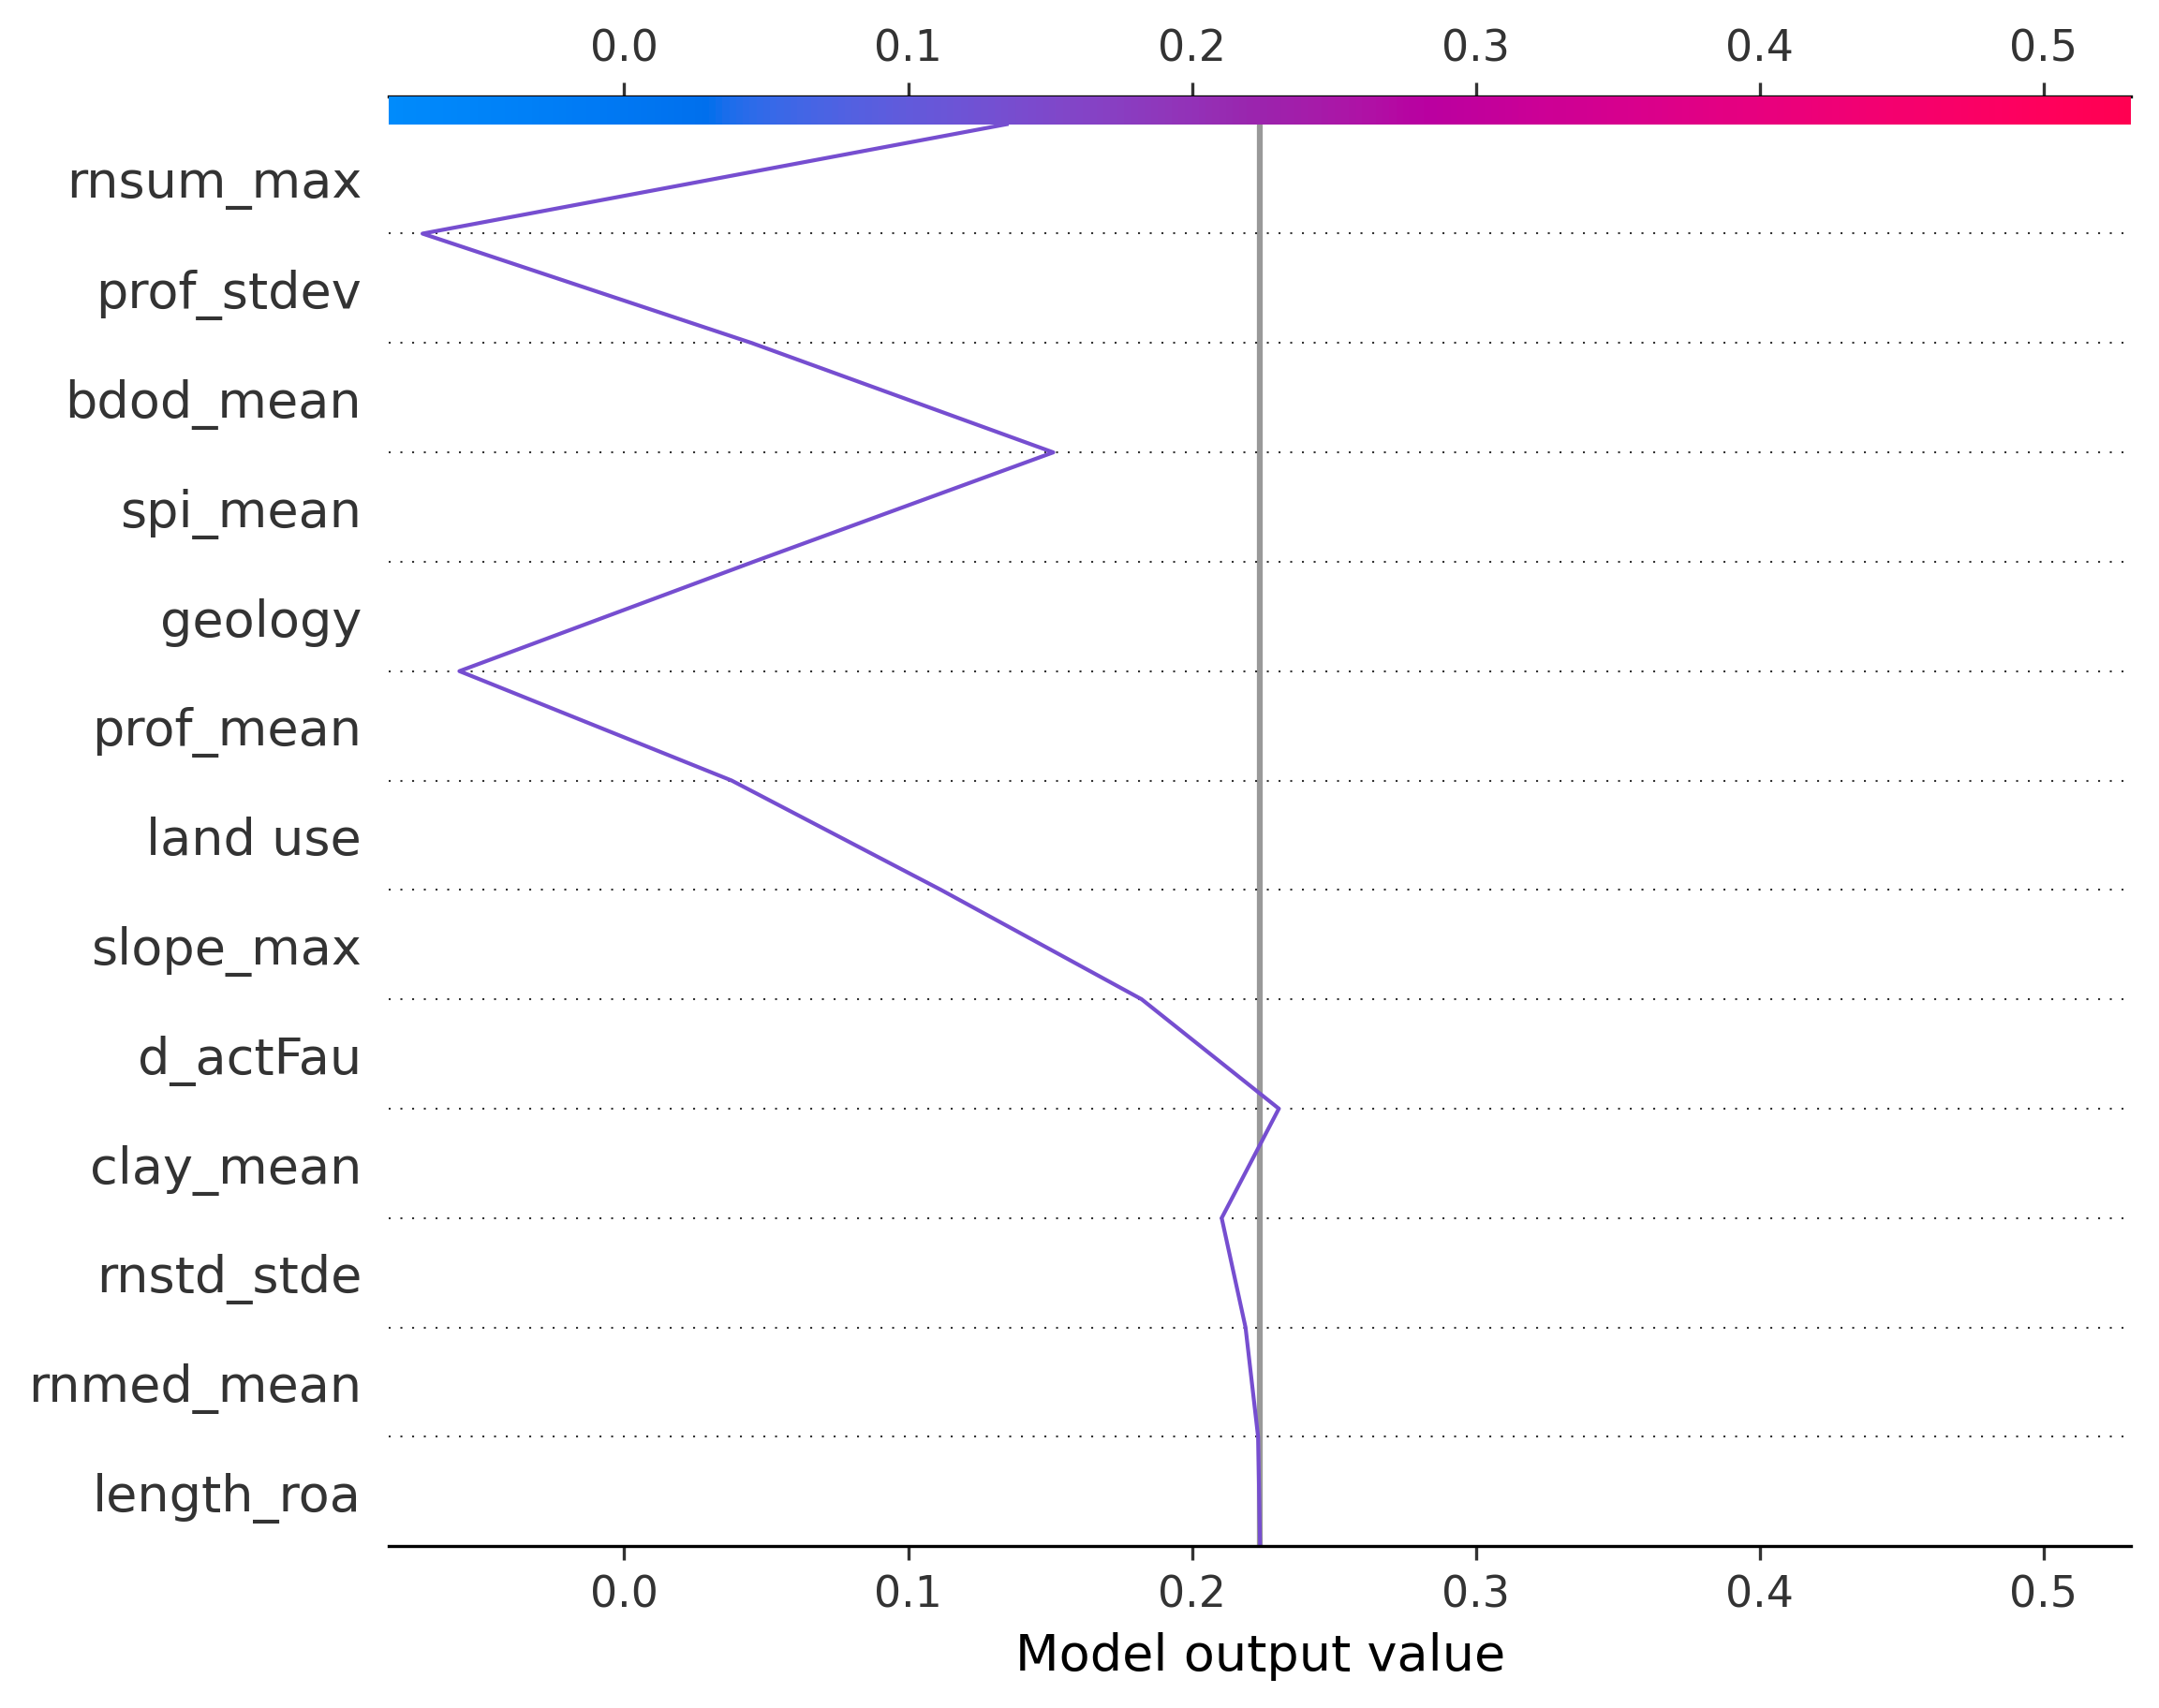 0.0 0.1 0.2 0.3 0.4 0.5
rnsum_max
prof_stdev
bdod_mean
spi_mean
geology
prof_mean
land use
slope_max
d_actFau
clay_mean
rnstd_stde
rnmed_mean
length_roa
0.0 0.1 0.2 0.3 0.4 0.5
Model output value